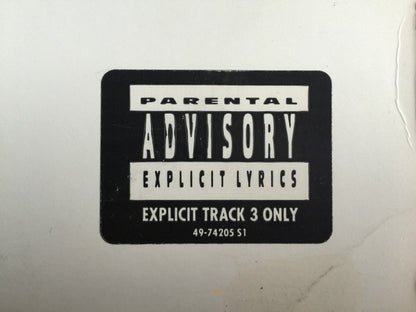 PARENTAL
ADVISORY
EXPLICIT LYRICS
EXPLICIT TRACK 3 ONLY
49-74205 S1